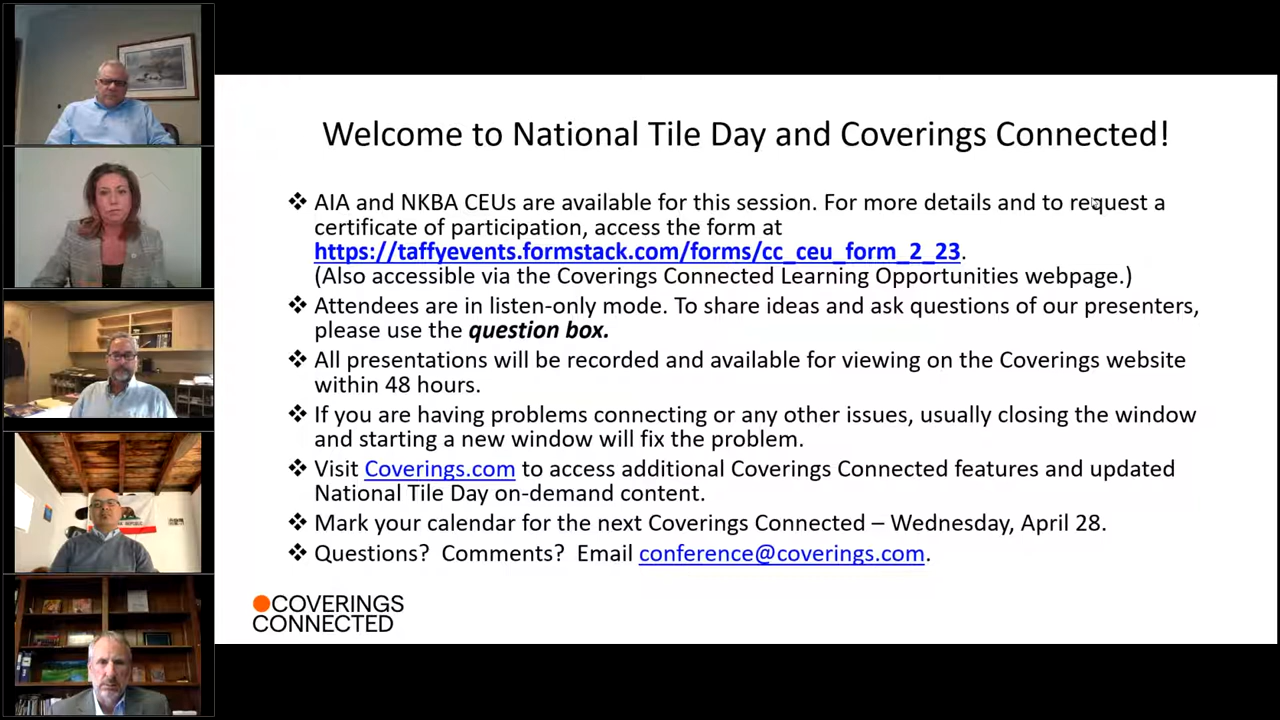 Welcome to National Tile Day and Coverings Connected!
❖ AIA and NKBA CEUs are available for this session. For more details and to request a
certificate of participation, access the form at
https://taffyevents.formstack.com/forms/cc_ceu_form_2_23.
(Also accessible via the Coverings Connected Learning Opportunities webpage.)
❖ Attendees are in listen-only mode. To share ideas and ask questions of our presenters,
please use the question box.
❖ All presentations will be recorded and available for viewing on the Coverings website
within 48 hours.
❖ If you are having problems connecting or any other issues, usually closing the window
and starting a new window will fix the problem.
❖ Visit Coverings.com to access additional Coverings Connected features and updated
National Tile Day on-demand content.
❖ Mark your calendar for the next Coverings Connected – Wednesday, April 28.
❖ Questions? Comments? Email conference@coverings.com.
COVERINGS
CONNECTED